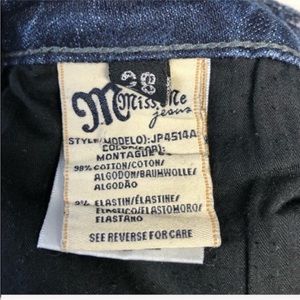 28
Miss Me
jeans
STYLE(MODELO): JP4514A
COLOR
MONTAGUE
98% COTTON/COTON/
ALGODON/BAUMWOLLE/
ALGODÃO
2% ELASTIN/ÉLASTINE/
ELASTICO/ELASTOMORO/
ELASTAN
SEE REVERSE FOR CARE